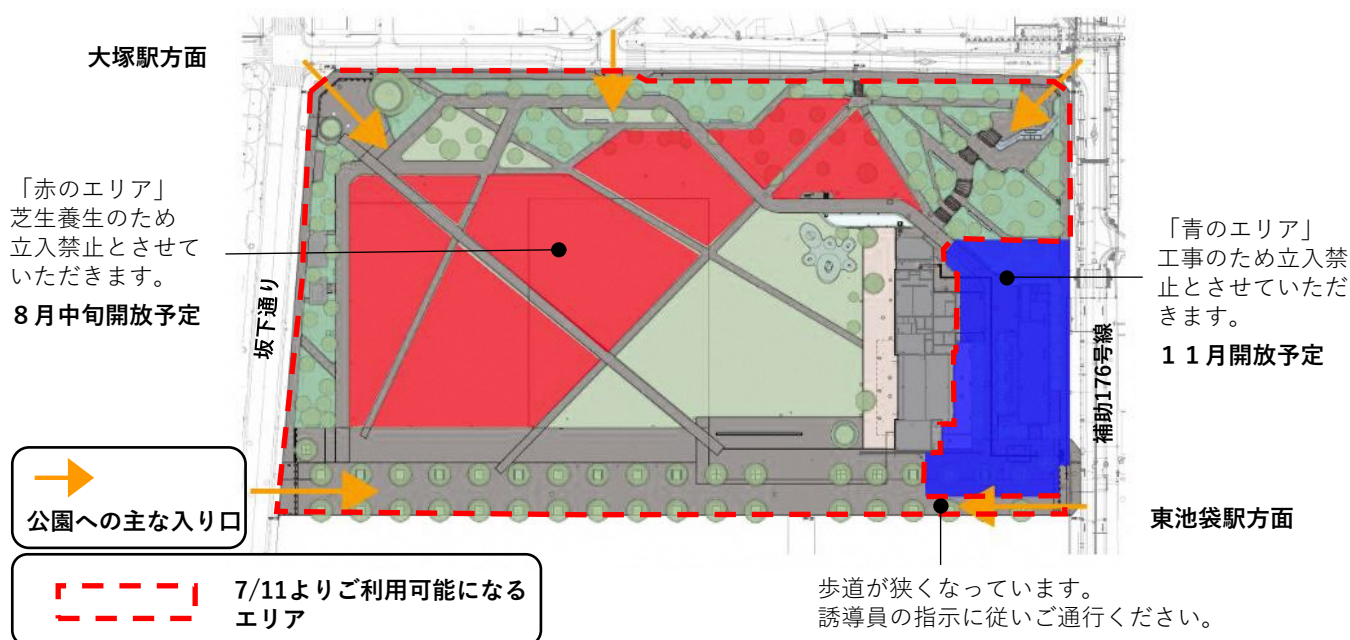 大塚駅方面
「赤のエリア」
芝生養生のため
立入禁止とさせて
いただきます。
８月中旬開放予定
坂下通り
「青のエリア」
工事のため立入禁
止とさせていただ
きます。
１１月開放予定
補助176号線
公園への主な入り口
東池袋駅方面
7/11よりご利用可能になる
エリア
歩道が狭くなっています。
誘導員の指示に従いご通行ください。